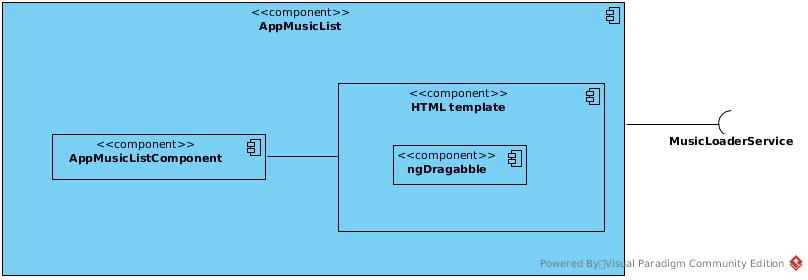 <<component>>
AppMusicList
<<component>>
HTML template
<<component>>
AppMusicListComponent
<<component>>
ngDragabble
MusicLoaderService
Powered By Visual Paradigm Community Edition